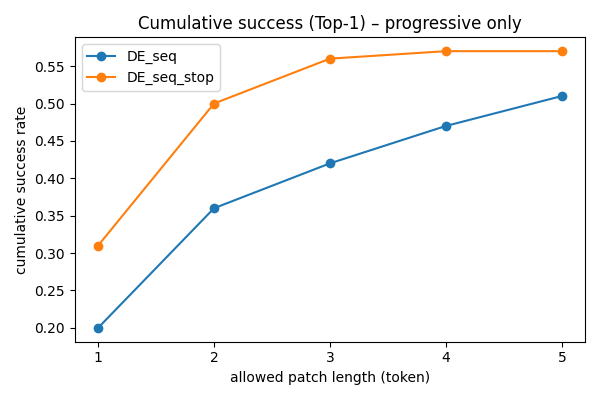 Cumulative success (Top-1) – progressive only
DE_seq
DE_seq_stop
cumulative success rate
0.55
0.50
0.45
0.40
0.35
0.30
0.25
0.20
1 2 3 4 5
allowed patch length (token)